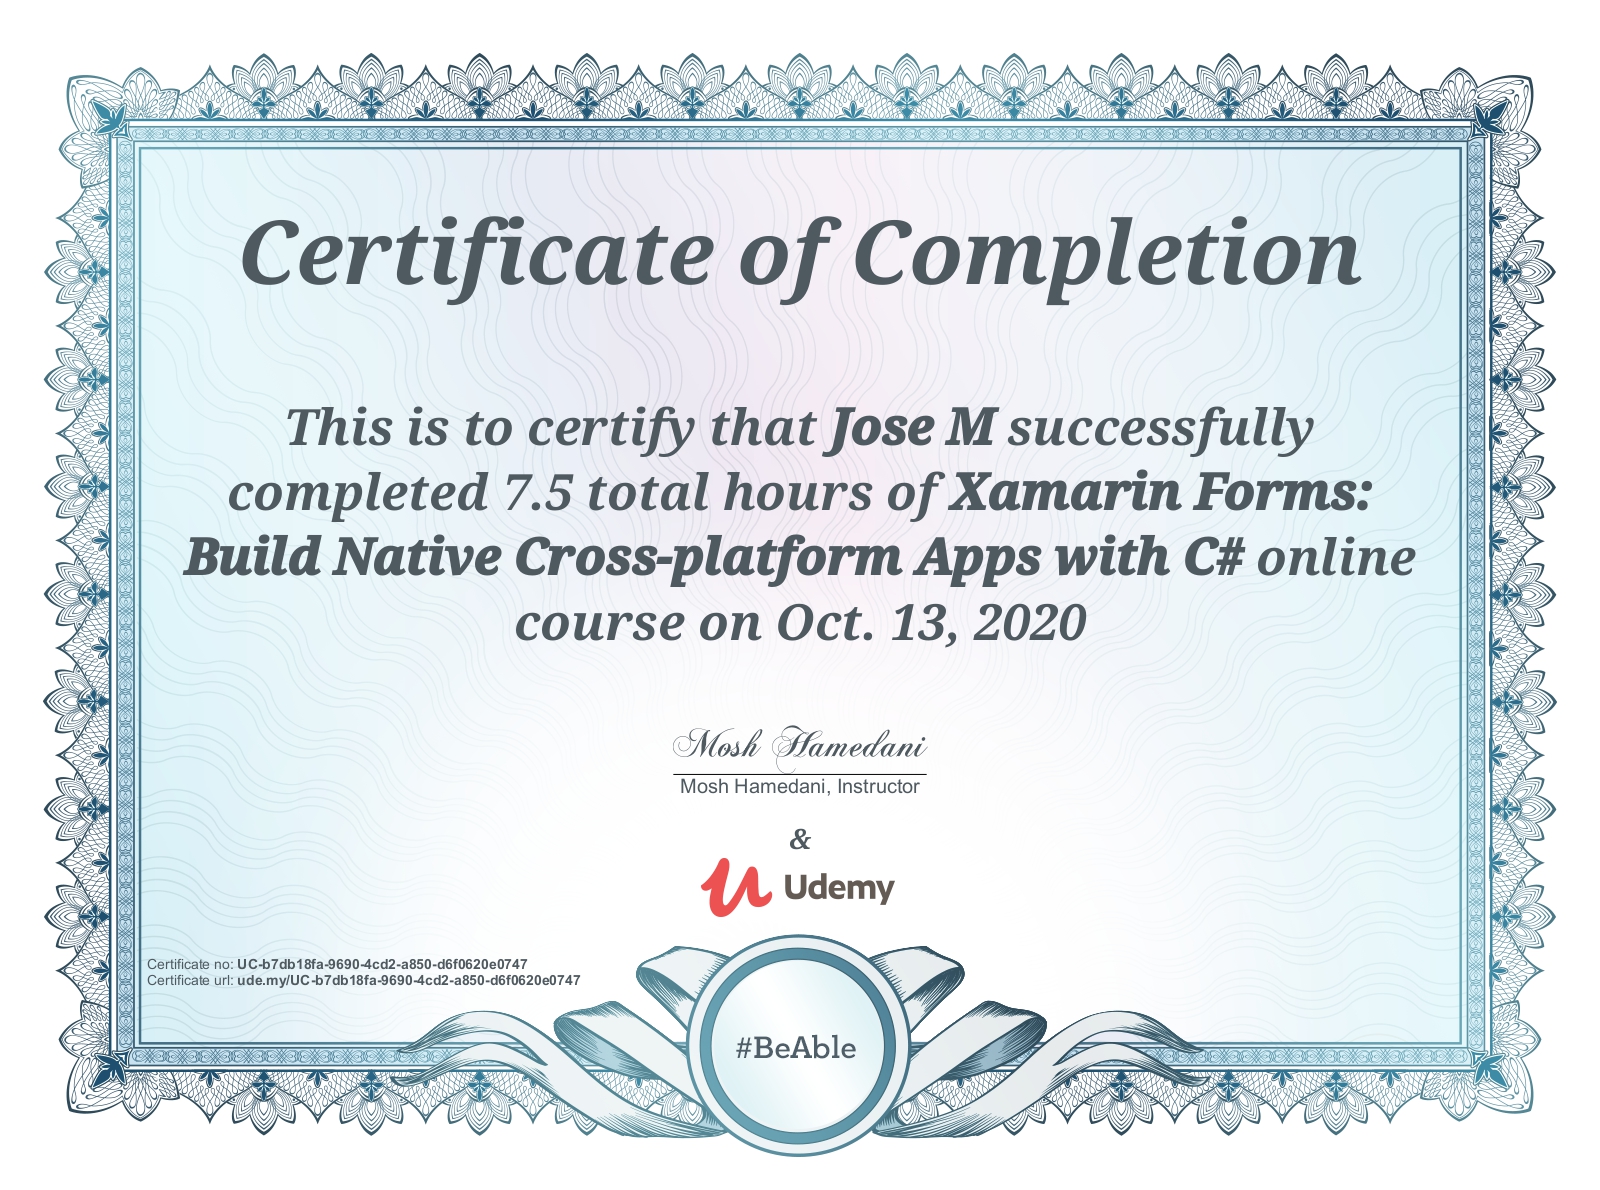 Certificate of Completion
This is to certify that Jose M successfully
completed 7.5 total hours of Xamarin Forms:
Build Native Cross-platform Apps with C# online
course on Oct. 13, 2020
Mosh Hamedani
Mosh Hamedani, Instructor
&
Udemy
Certificate no: UC-b7db18fa-9690-4cd2-a850-d6f0620e0747
Certificate url: ude.my/UC-b7db18fa-9690-4cd2-a850-d6f0620e0747
#BeAble